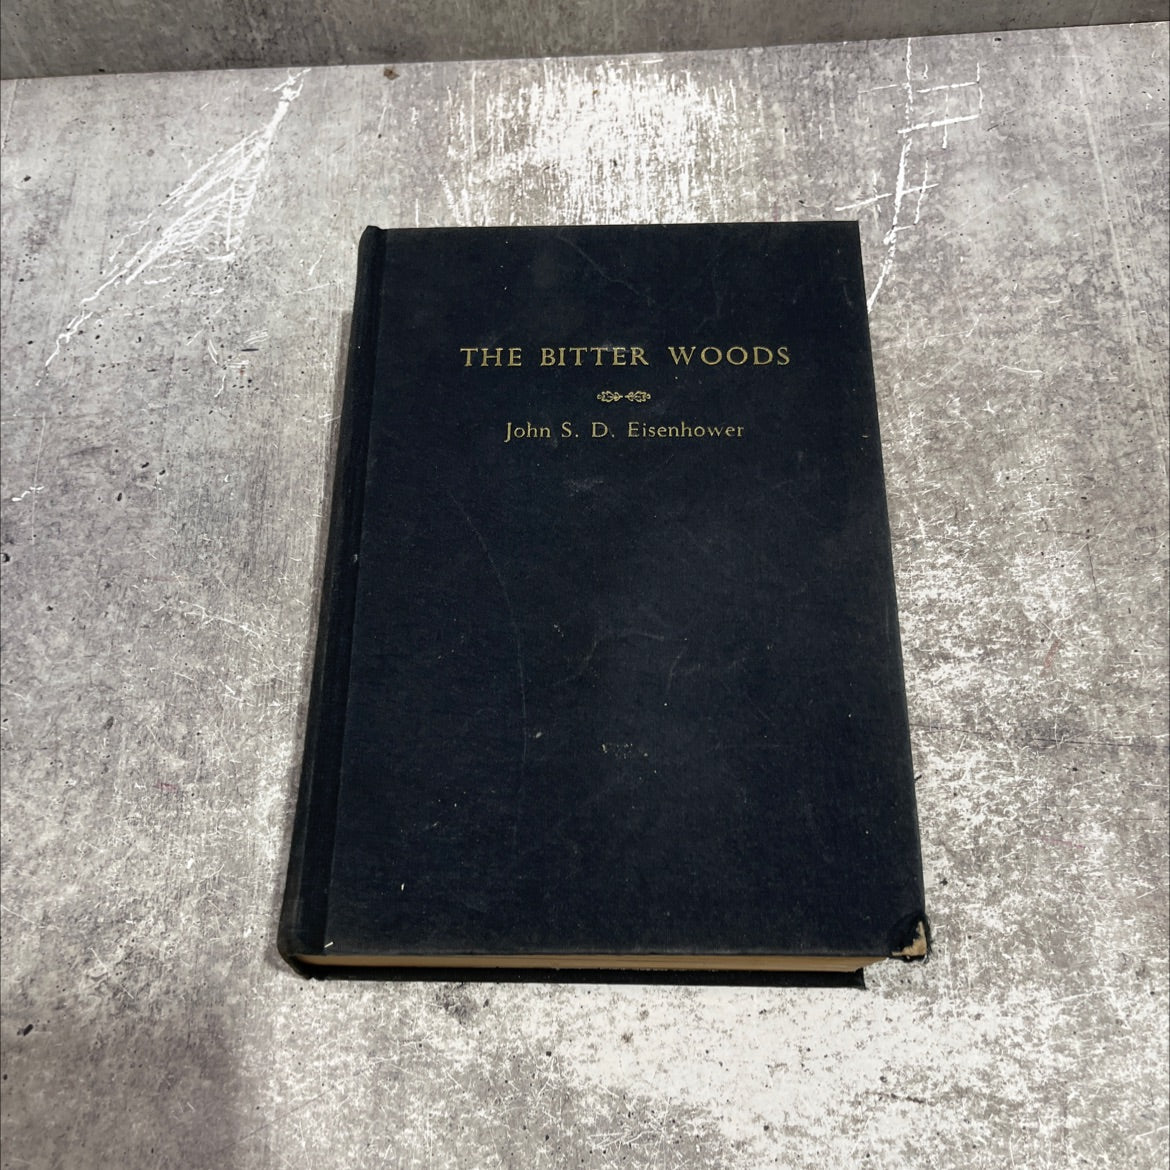 THE BITTER WOODS
John S. D. Eisenhower